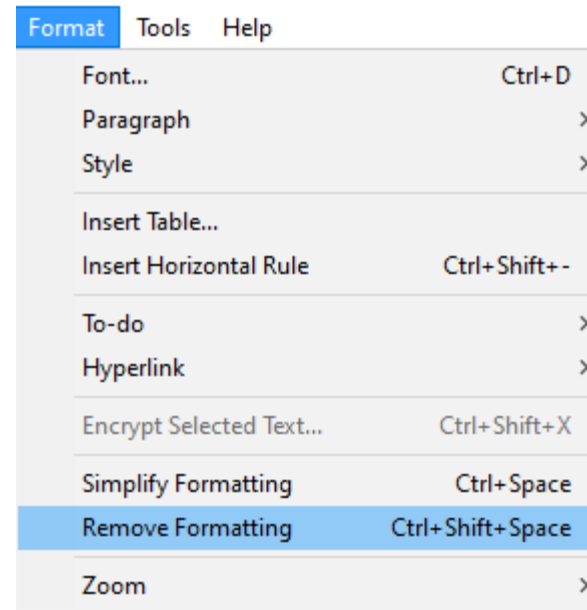 Format Tools Help
Font... Ctrl+D
Paragraph
Style
Insert Table...
Insert Horizontal Rule Ctrl+Shift+-
To-do
Hyperlink
Encrypt Selected Text... Ctrl+Shift+X
Simplify Formatting Ctrl+Space
Remove Formatting Ctrl+Shift+Space
Zoom